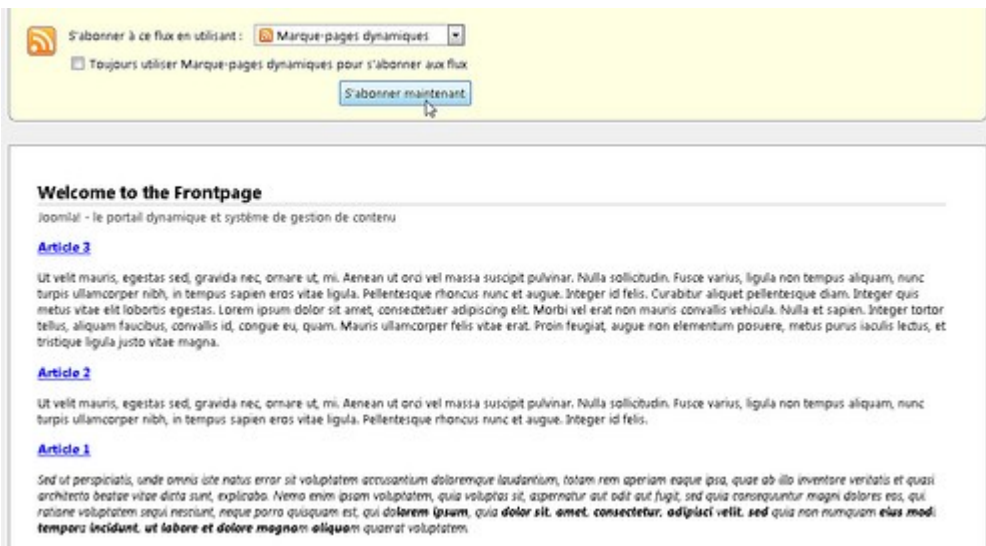 S'abonner à ce flux en utilisant : Marque-pages dynamiques
Toujours utiliser Marque-pages dynamiques pour s'abonner aux flux
S'abonner maintenant
Welcome to the Frontpage
Joomla! - le portail dynamique et système de gestion de contenu
Article 3
Ut velit mauris, egestas sed, gravida nec, ornare ut, mi. Aenean ut orci vel massa suscipit pulvinar. Nulla sollicitudin. Fusce varius, ligula non tempus aliquam, nunc
turpis ullamcorper nibh, in tempus sapien eros vitae ligula. Pellentesque rhoncus nunc et augue. Integer id felis. Curabitur aliquet pellentesque diam. Integer quis
metus vitae elit lobortis egestas. Lorem ipsum dolor sit amet, consectetuer adipiscing elit. Morbi vel erat non mauris convallis vehicula. Nulla et sapien. Integer tortor
tellus, aliquam faucibus, convallis id, congue eu, quam. Mauris ullamcorper felis vitae erat. Proin feugiat, augue non elementum posuere, metus purus iaculis lectus, et
tristique ligula justo vitae magna.
Article 2
Ut velit mauris, egestas sed, gravida nec, ornare ut, mi. Aenean ut orci vel massa suscipit pulvinar. Nulla sollicitudin. Fusce varius, ligula non tempus aliquam, nunc
turpis ullamcorper nibh, in tempus sapien eros vitae ligula. Pellentesque rhoncus nunc et augue. Integer id felis.
Article 1
Sed ut perspiciatis, unde omnis iste natus error sit voluptatem accusantium doloremque laudantium, totam rem aperiam eaque ipsa, quae ab illo inventore veritatis et quasi
architecto beatae vitae dicta sunt, explicabo. Nemo enim ipsam voluptatem, quia voluptas sit, aspernatur aut odit aut fugit, sed quia consequuntur magni dolores eos, qui
ratione voluptatem sequi nesciunt, neque porro quisquam est, qui dolorem ipsum, quia dolor sit, amet, consectetur, adipisci velit, sed quia non numquam eius modi
tempora incidunt, ut labore et dolore magnam aliquam quaerat voluptatem.